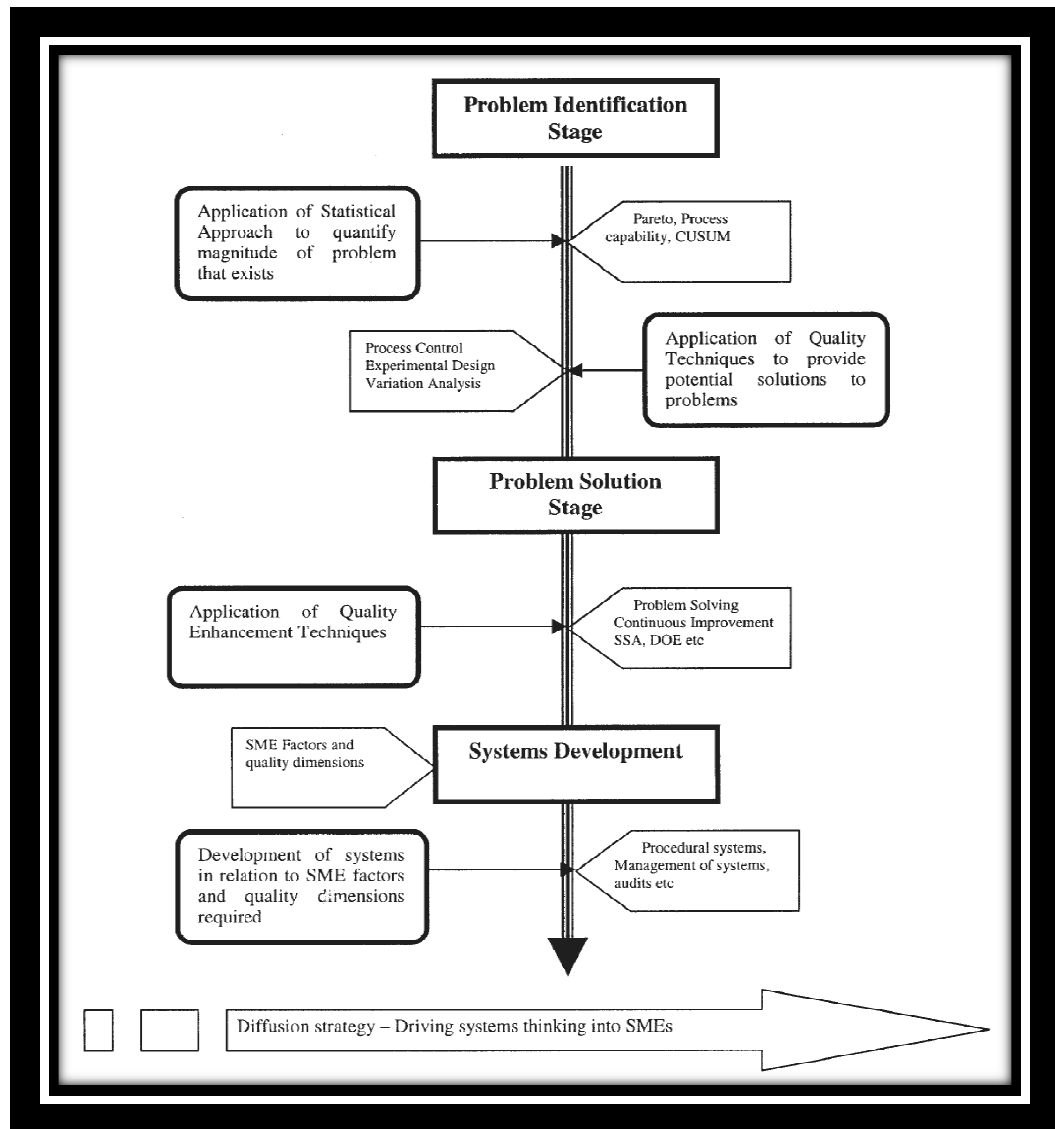 Problem Identification
Stage
Application of Statistical
Approach to quantify
magnitude of problem
that exists
Pareto, Process
capability, CUSUM
Process Control
Experimental Design
Variation Analysis
Application of Quality
Techniques to provide
potential solutions to
problems
Problem Solution
Stage
Application of Quality
Enhancement Techniques
Problem Solving
Continuous Improvement
SSA, DOE etc
SME Factors and
quality dimensions
Systems Development
Development of systems
in relation to SME factors
and quality dimensions
required
Procedural systems,
Management of systems,
audits etc
Diffusion strategy – Driving systems thinking into SMEs